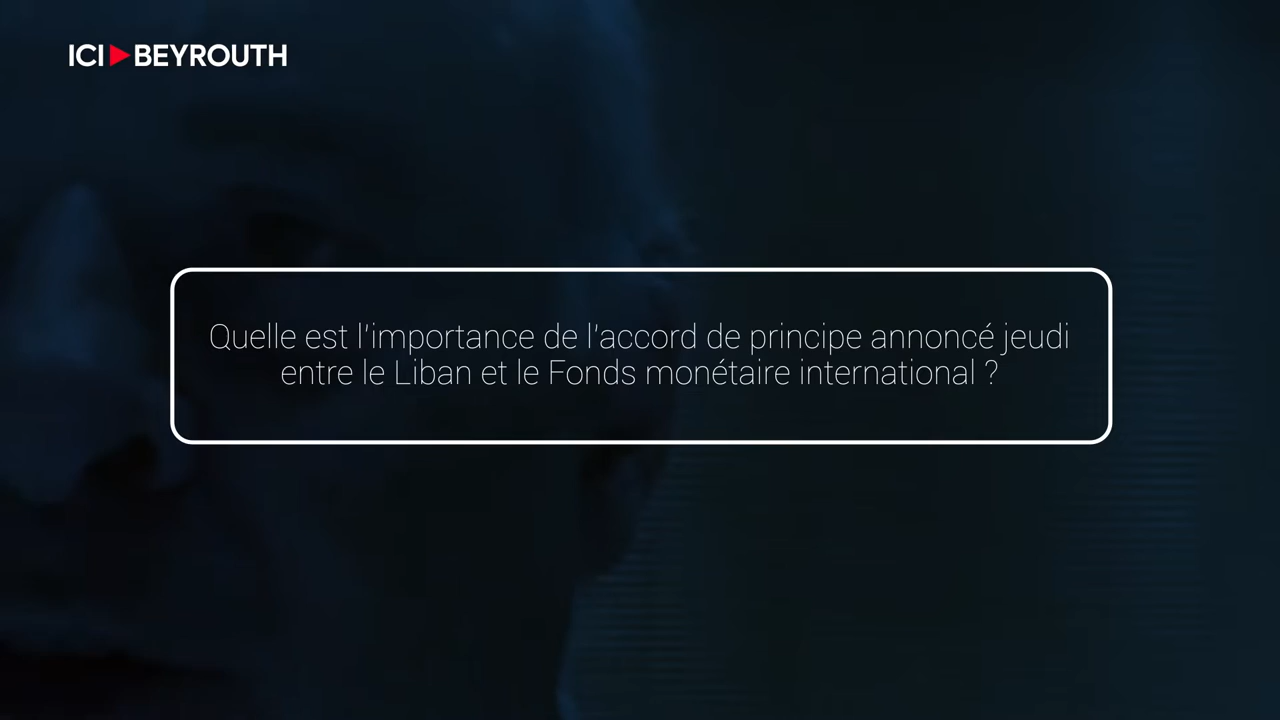 ICI BEYROUTH
Quelle est l'importance de l'accord de principe annoncé jeudi
entre le Liban et le Fonds monétaire international ?